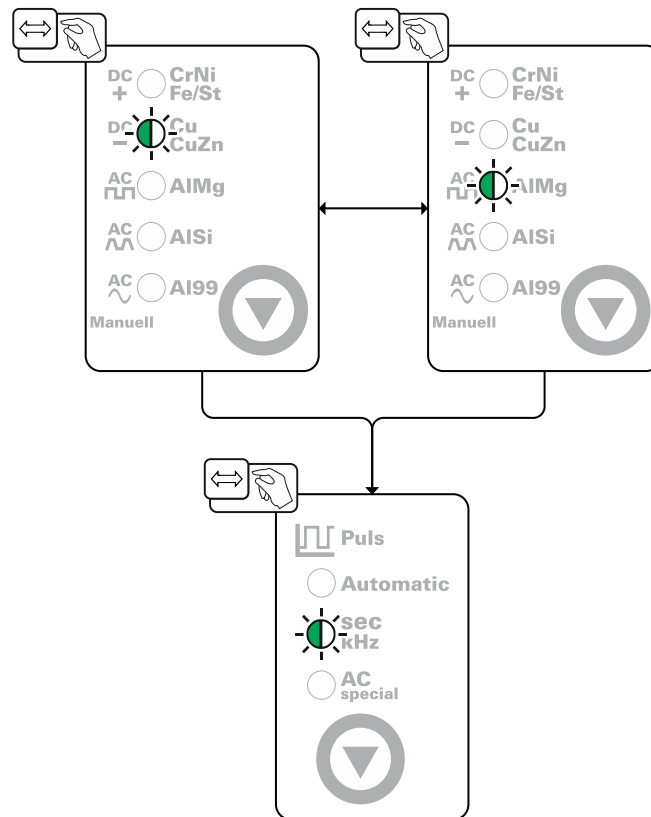 DC
+
CrNi
Fe/St
DC
−
Cu
CuZn
AC
AlMg
AC
AlSi
AC
Al99
Manuell
DC
+
CrNi
Fe/St
DC
−
Cu
CuZn
AC
AlMg
AC
AlSi
AC
Al99
Manuell
Puls
Automatic
sec
кHz
AC
special